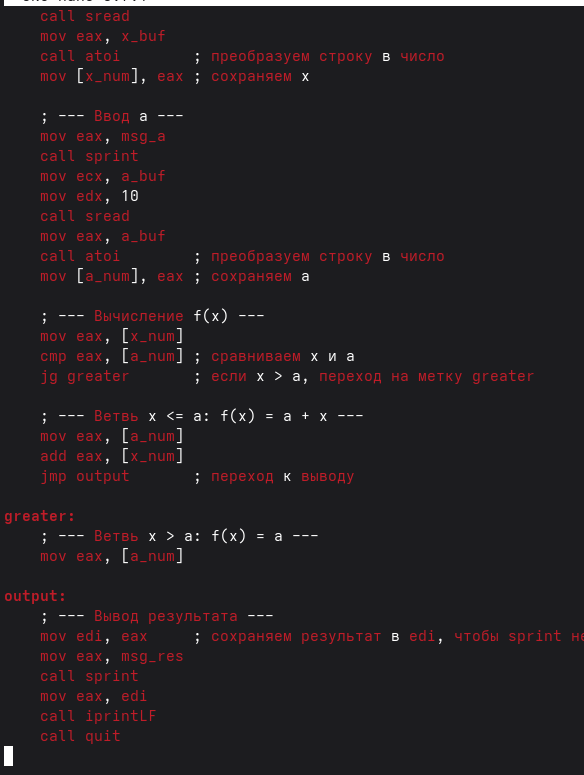 call sread
mov eax, x_buf
call atoi ; преобразуем строку в число
mov [x_num], eax ; сохраняем x
; --- Ввод a ---
mov eax, msg_a
call sprint
mov ecx, a_buf
mov edx, 10
call sread
mov eax, a_buf
call atoi ; преобразуем строку в число
mov [a_num], eax ; сохраняем a
; --- Вычисление f(x) ---
mov eax, [x_num]
cmp eax, [a_num] ; сравниваем x и a
jg greater ; если x > a, переход на метку greater
; --- Ветвь x <= a: f(x) = a + x ---
mov eax, [a_num]
add eax, [x_num]
jmp output ; переход к выводу
greater:
; --- Ветвь x > a: f(x) = a ---
mov eax, [a_num]
output:
; --- Вывод результата ---
mov edi, eax ; сохраняем результат в edi, чтобы sprint не
mov eax, msg_res
call sprint
mov eax, edi
call iprintLF
call quit